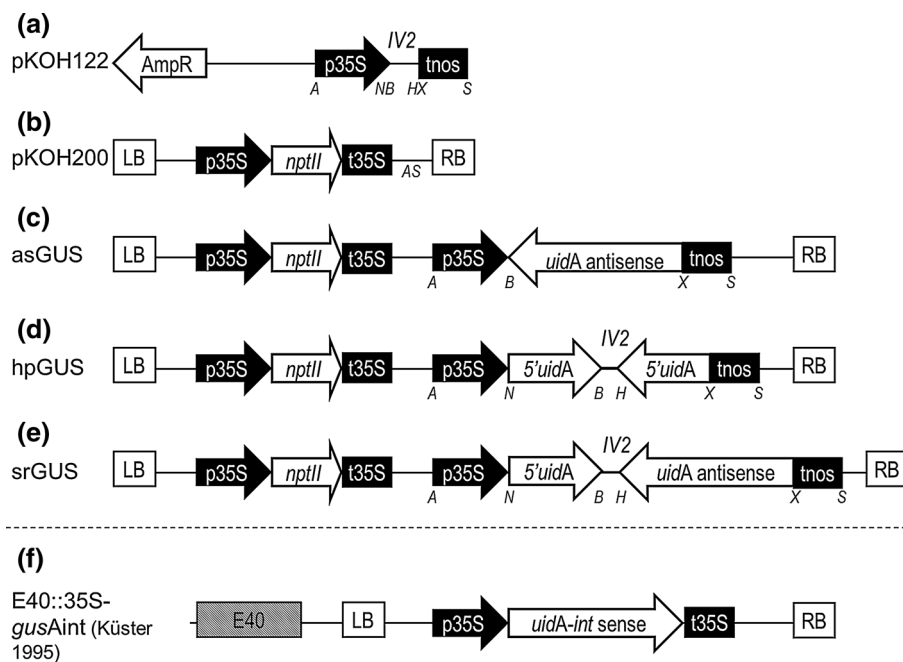 (a)
pKOH122 AmpR p35S IV2 tnos
A NB HX S
(b)
pKOH200 LB p35S nptII t35S RB
AS
(c)
asGUS LB p35S nptII t35S p35S uidA antisense tnos RB
A B X S
(d)
hpGUS LB p35S nptII t35S p35S 5'uidA IV2 5'uidA tnos RB
A N B H X S
(e)
srGUS LB p35S nptII t35S p35S 5'uidA IV2 uidA antisense tnos RB
A N B H X S
(f)
E40::35S-
gusAint (Küster
1995)
E40 LB p35S uidA-int sense t35S RB